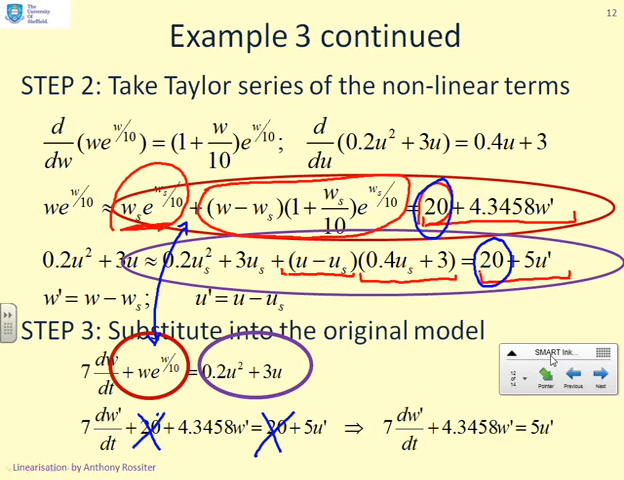 The University Of Sheffield.
12
Example 3 continued
STEP 2: Take Taylor series of the non-linear terms
d/dw (we^{w/10}) = (1 + w/10)e^{w/10}; d/du (0.2u² + 3u) = 0.4u + 3
we^{w/10} ≈ w_s e^{w_s/10} + (w − w_s)(1 + w_s/10)e^{w_s/10} = 20 + 4.3458w'
0.2u² + 3u ≈ 0.2u_s² + 3u_s + (u − u_s)(0.4u_s + 3) = 20 + 5u'
w' = w − w_s; u' = u − u_s
STEP 3: Substitute into the original model
7 dw/dt + we^{w/10} = 0.2u² + 3u
7 dw'/dt + 20 + 4.3458w' = 20 + 5u' ⇒ 7 dw'/dt + 4.3458w' = 5u'
SMART Ink...
12 of 14
Pointer Previous Next
Linearisation by Anthony Rossiter